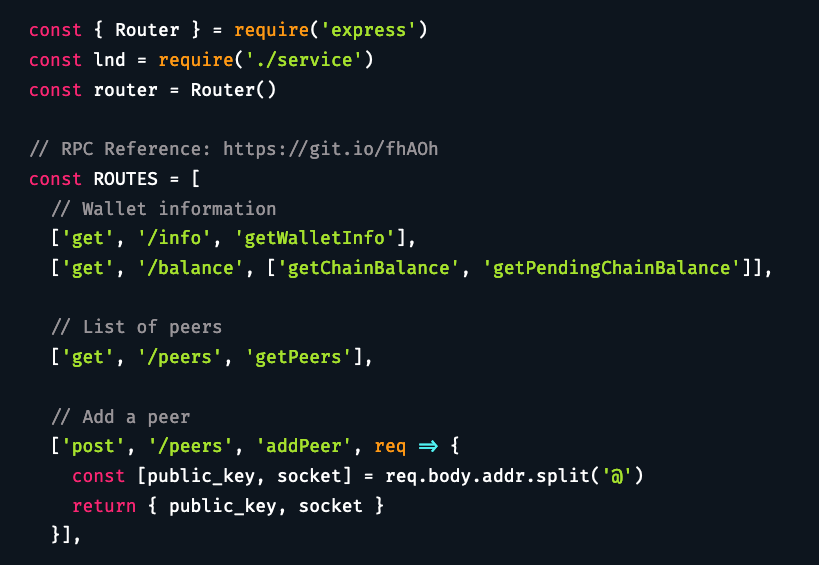 const { Router } = require('express')
const lnd = require('./service')
const router = Router()
// RPC Reference: https://git.io/fhAOh
const ROUTES = [
// Wallet information
['get', '/info', 'getWalletInfo'],
['get', '/balance', ['getChainBalance', 'getPendingChainBalance']],
// List of peers
['get', '/peers', 'getPeers'],
// Add a peer
['post', '/peers', 'addPeer', req => {
const [public_key, socket] = req.body.addr.split('@')
return { public_key, socket }
}],